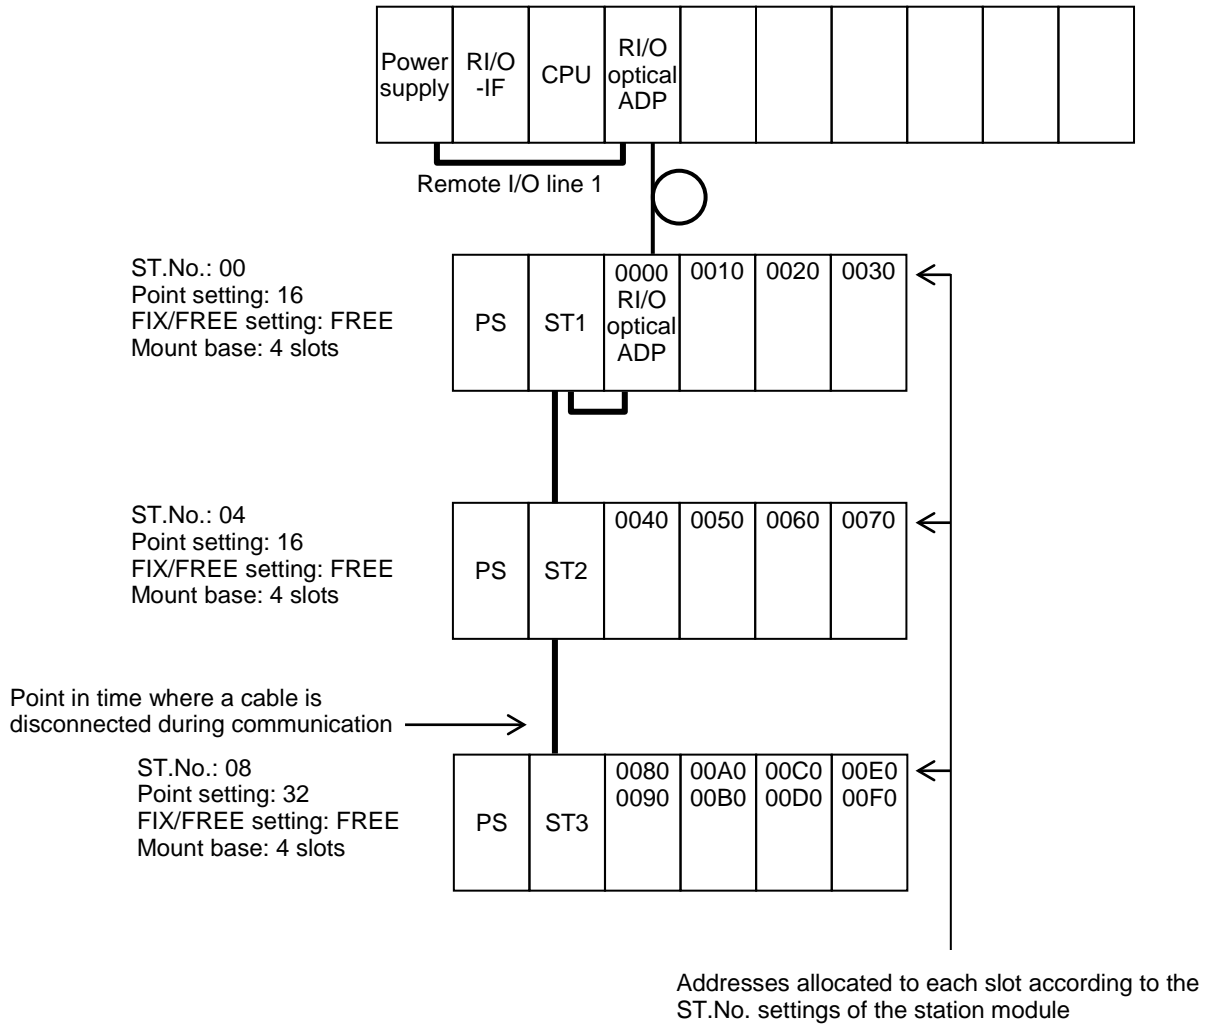 Power
supply
RI/O
-IF
CPU
RI/O
optical
ADP
Remote I/O line 1
ST.No.: 00
Point setting: 16
FIX/FREE setting: FREE
Mount base: 4 slots
PS
ST1
0000
RI/O
optical
ADP
0010
0020
0030
ST.No.: 04
Point setting: 16
FIX/FREE setting: FREE
Mount base: 4 slots
PS
ST2
0040
0050
0060
0070
Point in time where a cable is
disconnected during communication
ST.No.: 08
Point setting: 32
FIX/FREE setting: FREE
Mount base: 4 slots
PS
ST3
0080
0090
00A0
00B0
00C0
00D0
00E0
00F0
Addresses allocated to each slot according to the
ST.No. settings of the station module